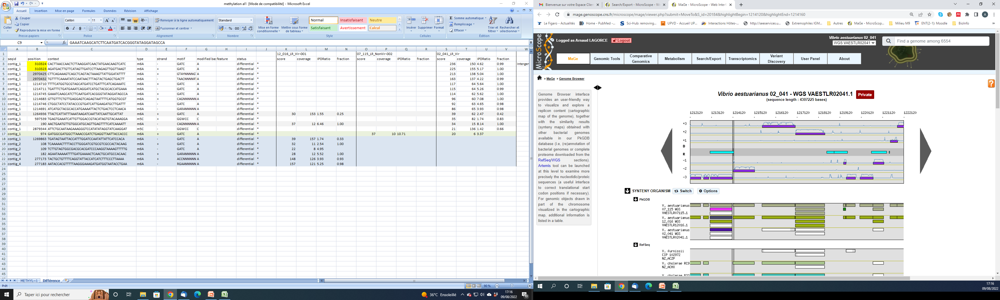 methylation al1 [Mode de compatibilité] - Microsoft Excel
Accueil Insertion Mise en page Formules Données Révision Affichage
Coller
Couper
Copier
Reproduire la mise en forme
Presse-papiers
Calibri 11
G I S
Police
Renvoyer à la ligne automatiquement
Fusionner et centrer
Alignement
Standard
% 000
Nombre
Mise en forme conditionnelle
Mettre sous forme de tableau
Normal Insatisfaisant Neutre
Satisfaisant Avertissement Calcul
Style
Insérer Supprimer Format
Cellules
Somme automatique
Remplissage
Effacer
Trier et filtrer
Rechercher et sélectionner
Édition
C9 fx GAAATCAAGCATCTTCAATGATCACGGGTATAGGATAGCCA
A B C D E F G H I J K L M N O P Q R S T U V W
1 12_016_LR_Vir-001 07_115_LR_NonVir-002 02_041_LR_Vir
2 seqid position context type strand motif modified bas feature status score coverage IPDRatio fraction score coverage IPDRatio fraction score coverage IPDRatio fraction
3 contig_1 310324 CACTTAACCAACTCTTAAGGATCAACTATGAACAAGTCATC m6A - GATC A differential * 236 150 4.62 0.99 Interger
4 contig_1 310323 AGATGACTTGTTCATAGTTGATCCTTAAGAGTTGGTTAAGT m6A + GATC A differential * 225 155 5.17 1.00
5 contig_1 2970425 CTTCAGAAAGTCAGCTCAGTACTAAAGTTATTGGATATTTT m6A + GTAYNNNNGT A differential * 213 138 5.04 1.00
6 contig_1 2970432 TGTTTTCAAAATATCCAATAACTTTAGTACTGAGCTGACTT m6A - TAACNNNNRT A differential * 163 137 4.22 0.99
7 contig_1 1214710 TTTTCATGGTGCGTAGCATGATCCTGATTTCATCAGAAATC m6A + GATC A differential * 117 64 5.64 1.00
8 contig_1 1214711 TGATTTCTGATGAAATCAGGATCATGCTACGCACCATGAAA m6A - GATC A differential * 115 64 5.26 0.99
9 contig_1 1214745 GAAATCAAGCATCTTCAATGATCACGGGTATAGGATAGCCA m6A + GATC A differential * 114 62 5.62 1.00
10 contig_1 1214683 GTTGTTTCTGTTGAGGAGTCAGAGTAATTTTCATGGTGCGT m6A + CAGNNNNNN A differential * 96 60 7.08 1.00
11 contig_1 1214746 CTGGCTATCCTATACCCGTGATCATTGAAGATGCTTGATTT m6A - GATC A differential * 92 63 4.65 0.98
12 contig_1 1214691 ATCATGCTACGCACCATGAAAATTACTCTGACTCCTCAACA m6A - GARANNNNN A differential * 86 65 3.93 0.98
13 contig_1 1264936 TTACTCATTATTTAAATAAGATCAATTATCAATTGCATTAT m6A + GATC A differential * 30 153 1.55 0.25 39 62 2.47 0.42
14 contig_1 597539 TGAGTGAAATCATTGTTGGACCGTACATAGTGTACAAAGGA m5C + GGWCC C differential * 35 82 1.74 0.83
15 contig_3 190 AACTGAATGTTGTGGCATGCAGTTGAGTTTTCATCAAAATT m6A - CAGNNNNNN A differential * 37 12 6.46 1.00 34 15 8.14 1.00
16 contig_1 2879344 ATTCTGCAATAAGAAAGGGTCCATATATAGGTATCAAGGAT m5C - GGWCC C differential * 21 136 1.42 0.66
17 contig_1 974 GATGGCGATGGCTTAAACCGATCTGAGGTTAATTACCACCC m6A + GATC A differential * 37 10 10.71 20 6 3.37
18 contig_1 1269863 TGATAGTAATTACCATTTGGATCCAATATTATTCATCCACA m6A - GATC A differential * 39 157 1.74 0.33
19 contig_2 108 TCAAAAACTTTTACCTTGGGATCGTGCGTCGCCACTACAAG m6A + GATC A differential * 32 11 2.54 1.00
20 contig_2 109 TCTTGTAGTGGCGACGCACGATCCCAAGGTAAAAGTTTTTG m6A - GATC A differential * 22 8 4.95
21 contig_3 182 AGAATAAAAATTTTGATGAAAACTCAACTGCATGCCACAAC m6A + GARANNNNN A differential * 28 12 5.52 1.00
22 contig_4 277173 TACTGCTGTTTTCAGGTATTACCATCATCTTTCCCTTAAAA m6A + ACCNNNNNN A differential * 148 126 3.93 0.93
23 contig_4 277183 AATACCACGTTTTTAAGGGAAAGATGATGGTAATACCTGAA m6A - RGAANNNNN A differential * 157 121 5.25 0.98
METHYL~1 Différence
Prêt 90 %
Taper ici pour rechercher 36°C Ensoleillé 17:16
09/08/2022
Bienvenue sur votre Espace Clien Search/Export - MicroScope - We MaGe - MicroScope - Web Interf
mage.genoscope.cns.fr/microscope/mage/viewer.php?submit=MoveTo&S_id=20184&highlightBegin=1214120&highlightEnd=1214160
Le Figaro - Actualités Home - PubMed -... Sci-Hub: removing... UPVD - Accueil UP... Interactions Hôtes-... http://seeservices.u... Extremophiles IGM... Autres MaGe - MicroScop... Milieu M9 ENT(2-1): Moodle BioInfo
MicroScope
Logged as Arnaud LAGORCE Logout
Vibrio aestuarianus 02_041
WGS VAESTLR02041
Find a genome among 6554
MaGe Genomic Tools Comparative Genomics Metabolism Search/Export Transcriptomics Variant Discovery User Panel About
» MaGe » Genome Browser
Genome Browser interface
provides an user-friendly way
to visualize and explore a
replicon content (cartographic
map of the genome), together
with the similarity results
(synteny maps) obtained with
other bacterial genomes
available in our PkGDB
database (i.e, (re)annotation of
bacterial genomes or complete
proteome downloaded from the
RefSeq/WGS sections).
Artemis tool can be launched
at this level to examine more
precisely the nucleotidic/proteic
sequences (a useful interface
to correct translational start
codon positions if necessary).
For genomic objects drawn in
part of the chromosome
visualized in the cartographic
map, additional information is
listed in a table.
Vibrio aestuarianus 02_041 - WGS VAESTLR02041.1 Private
(sequence length : 4307225 bases)
1212120 1213120 1214120 1215120 1216120 1217120 1218120 1219120 1220120 1221120 1222120
+3
+2
+1
D
R
-1
-2
-3
SYNTENY ORGANISM Switch Options
PkGDB
V. aestuarianus
07_115 WGS
VAESTLR07115.1
V. aestuarianus
12_016 WGS
VAESTLR12016.1
V. aestuarianus
02_041 WGS
VAESTLR02041.1
RefSeq
V. furnissii
CIP 102972
NZ_ACZP
V. cholerae RC9
NZ_ACHX
V. cholerae B33
17:16
09/08/2022